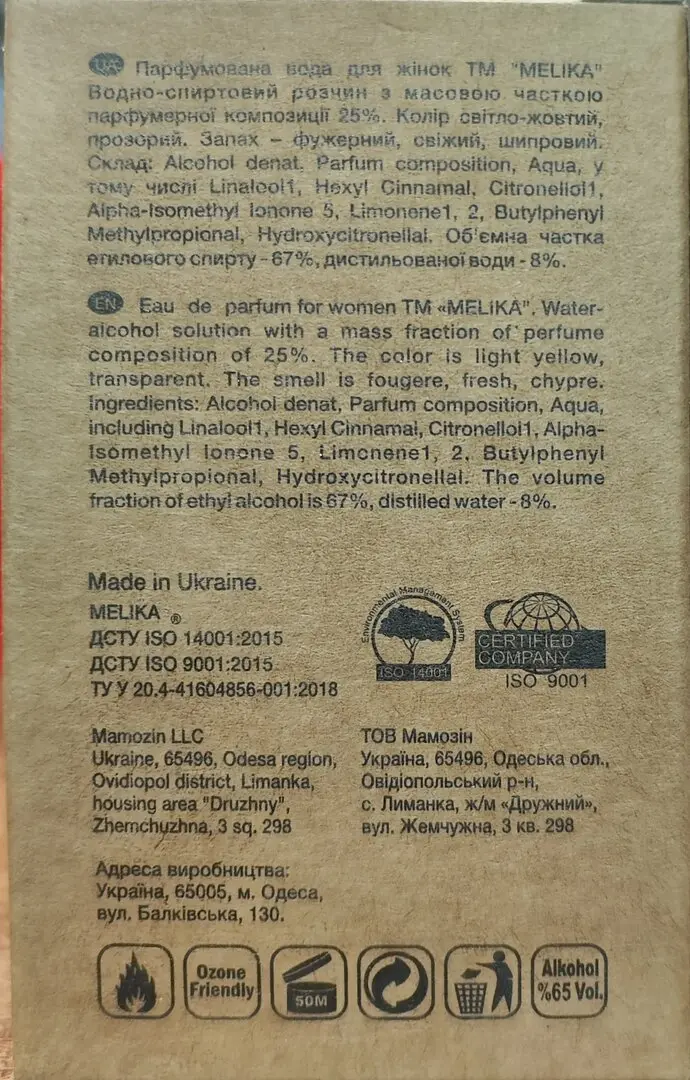 UA Парфумована вода для жінок ТМ "MELIKA"
Водно-спиртовий розчин з масовою часткою
парфумерної композиції 25%. Колір світло-жовтий,
прозорий. Запах – фужерний, свіжий, шипровий.
Склад: Alcohol denat. Parfum composition, Aqua, у
тому числі Linalool1, Hexyl Cinnamal, Citronellol1,
Alpha-Isomethyl Ionone 5, Limonene1, 2, Butylphenyl
Methylpropional, Hydroxycitronellal. Об'ємна частка
етилового спирту - 67%, дистильованої води - 8%.
EN Eau de parfum for women TM «MELIKA". Water-
alcohol solution with a mass fraction of perfume
composition of 25%. The color is light yellow,
transparent. The smell is fougere, fresh, chypre.
Ingredients: Alcohol denat, Parfum composition, Aqua,
including Linalool1, Hexyl Cinnamal, Citronellol1, Alpha-
Isomethyl Ionone 5, Limonene1, 2, Butylphenyl
Methylpropional, Hydroxycitronellal. The volume
fraction of ethyl alcohol is 67%, distilled water - 8%.
Made in Ukraine.
MELIKA ®
ДСТУ ISO 14001:2015
ДСТУ ISO 9001:2015
ТУ У 20.4-41604856-001:2018
Environmental Management System
ISO 14001
CERTIFIED
COMPANY
ISO 9001
Mamozin LLC
Ukraine, 65496, Odesa region,
Ovidiopol district, Limanka,
housing area "Druzhny",
Zhemchuzhna, 3 sq. 298
ТОВ Мамозін
Україна, 65496, Одеська обл.,
Овідіопольський р-н,
с. Лиманка, ж/м «Дружний»,
вул. Жемчужна, 3 кв. 298
Адреса виробництва:
Україна, 65005, м. Одеса,
вул. Балківська, 130.
Ozone
Friendly
50M
Alkohol
%65 Vol.